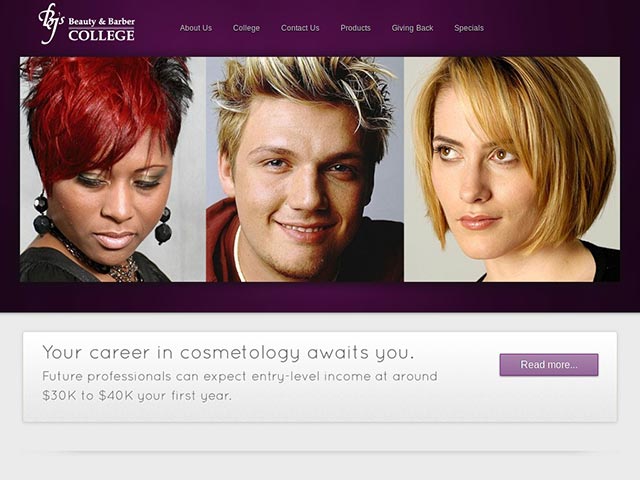 BJ's Beauty & Barber
COLLEGE
About Us College Contact Us Products Giving Back Specials
Your career in cosmetology awaits you.
Future professionals can expect entry-level income at around
$30K to $40K your first year.
Read more...